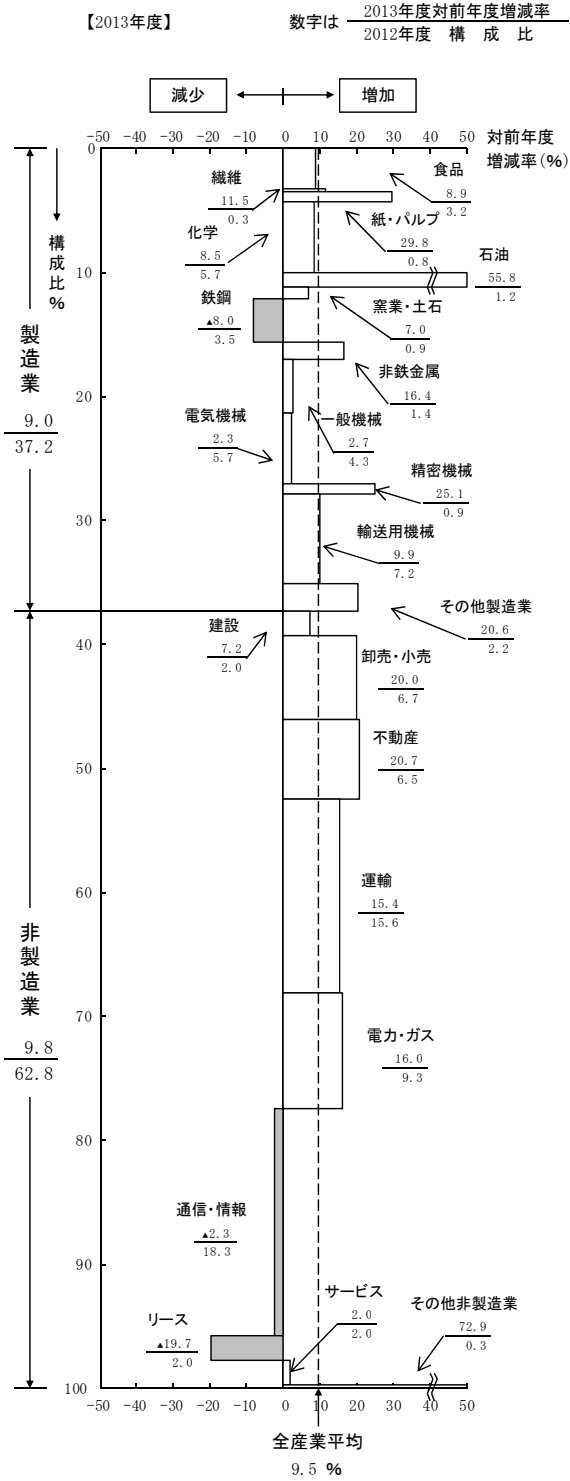 【2013年度】
数字は 2013年度対前年度増減率
2012年度 構 成 比
減少
増加
-50 -40 -30 -20 -10 0 10 20 30 40 50
対前年度
増減率(%)
0
10
20
30
40
50
60
70
80
90
100
構成比%
製造業
9.0
37.2
非製造業
9.8
62.8
食品
8.9
3.2
繊維
11.5
0.3
紙・パルプ
29.8
0.8
化学
8.5
5.7
石油
55.8
1.2
窯業・土石
7.0
0.9
鉄鋼
▲8.0
3.5
非鉄金属
16.4
1.4
一般機械
2.7
4.3
電気機械
2.3
5.7
精密機械
25.1
0.9
輸送用機械
9.9
7.2
その他製造業
20.6
2.2
建設
7.2
2.0
卸売・小売
20.0
6.7
不動産
20.7
6.5
運輸
15.4
15.6
電力・ガス
16.0
9.3
通信・情報
▲2.3
18.3
リース
▲19.7
2.0
サービス
2.0
2.0
その他非製造業
72.9
0.3
-50 -40 -30 -20 -10 0 10 20 30 40 50
全産業平均
9.5 %